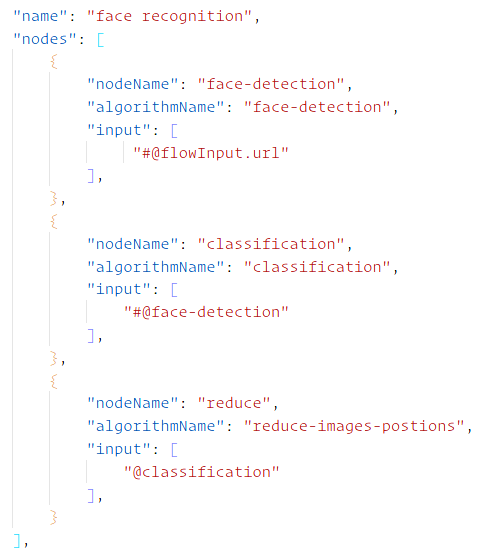 "name": "face recognition",
"nodes": [
{
"nodeName": "face-detection",
"algorithmName": "face-detection",
"input": [
"#@flowInput.url"
],
},
{
"nodeName": "classification",
"algorithmName": "classification",
"input": [
"#@face-detection"
],
},
{
"nodeName": "reduce",
"algorithmName": "reduce-images-postions",
"input": [
"@classification"
],
}
],